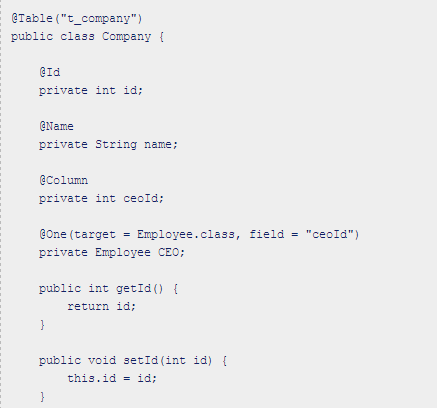 @Table("t_company")
public class Company {
@Id
private int id;
@Name
private String name;
@Column
private int ceoId;
@One(target = Employee.class, field = "ceoId")
private Employee CEO;
public int getId() {
return id;
}
public void setId(int id) {
this.id = id;
}